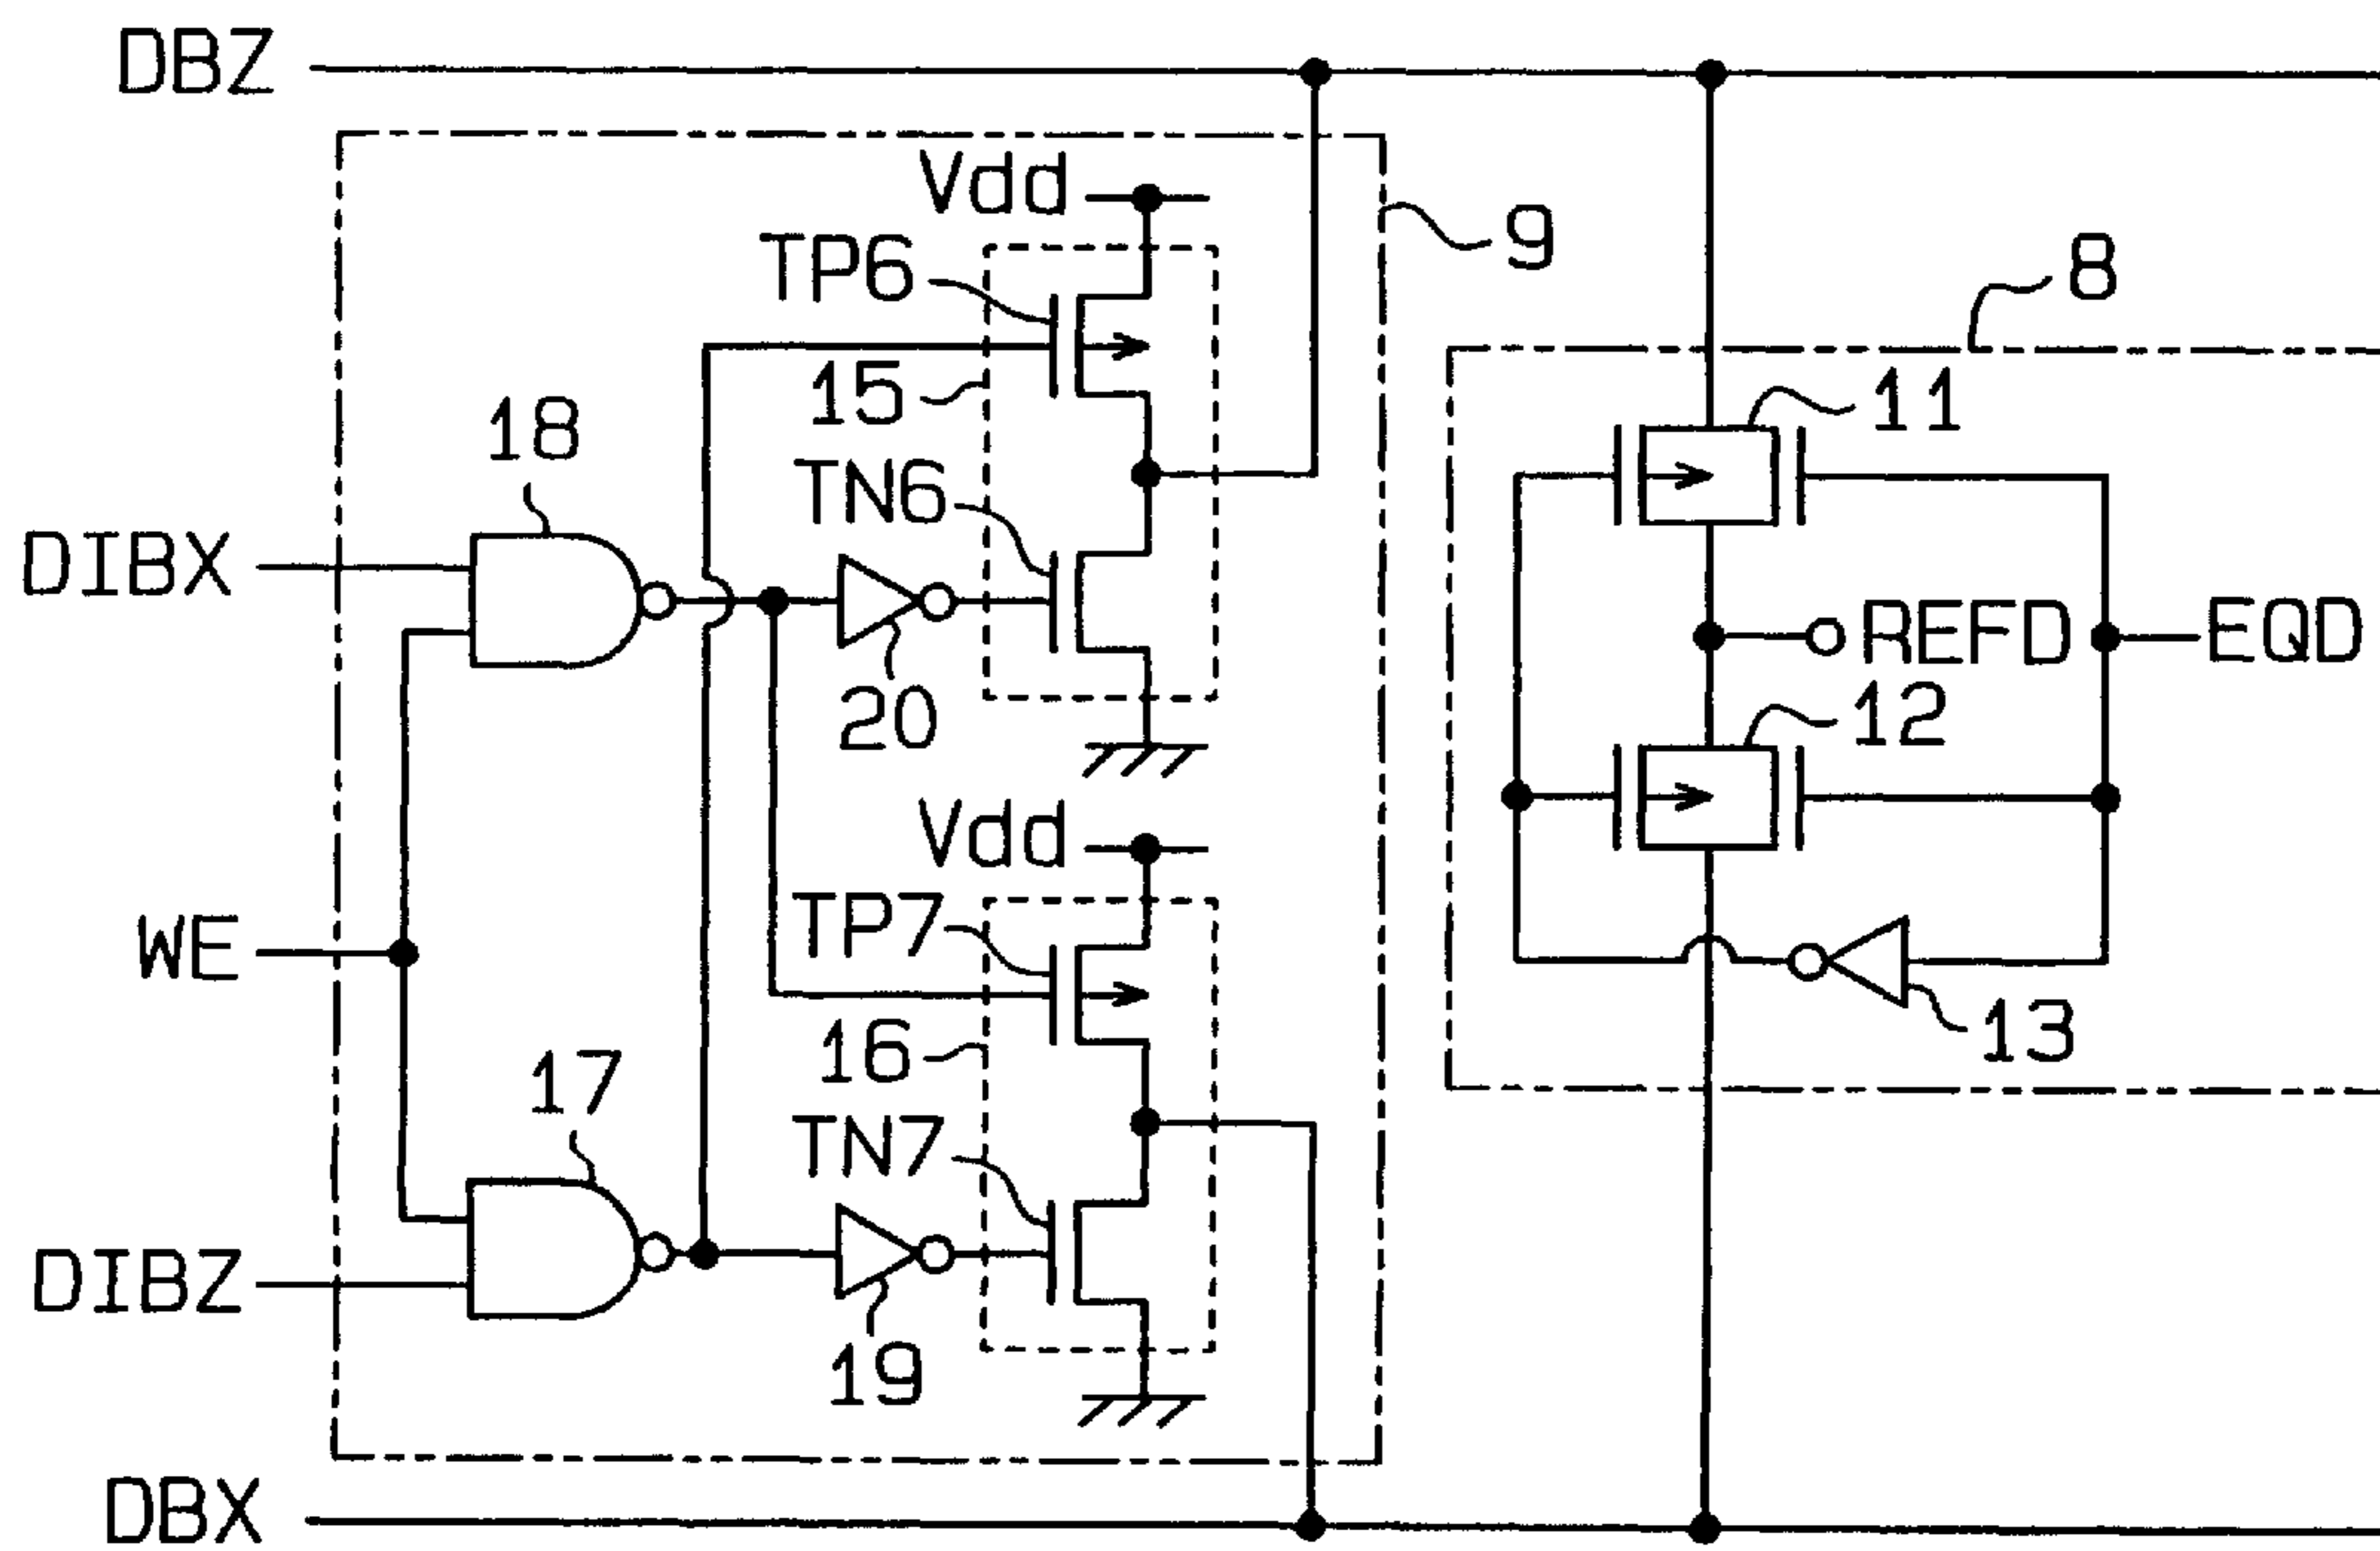 DBZ
Vdd
9
TP6
8
15
11
18
TN6
DIBX
REFD
EQD
20
12
Vdd
TP7
WE
13
16
17
TN7
DIBZ
19
DBX